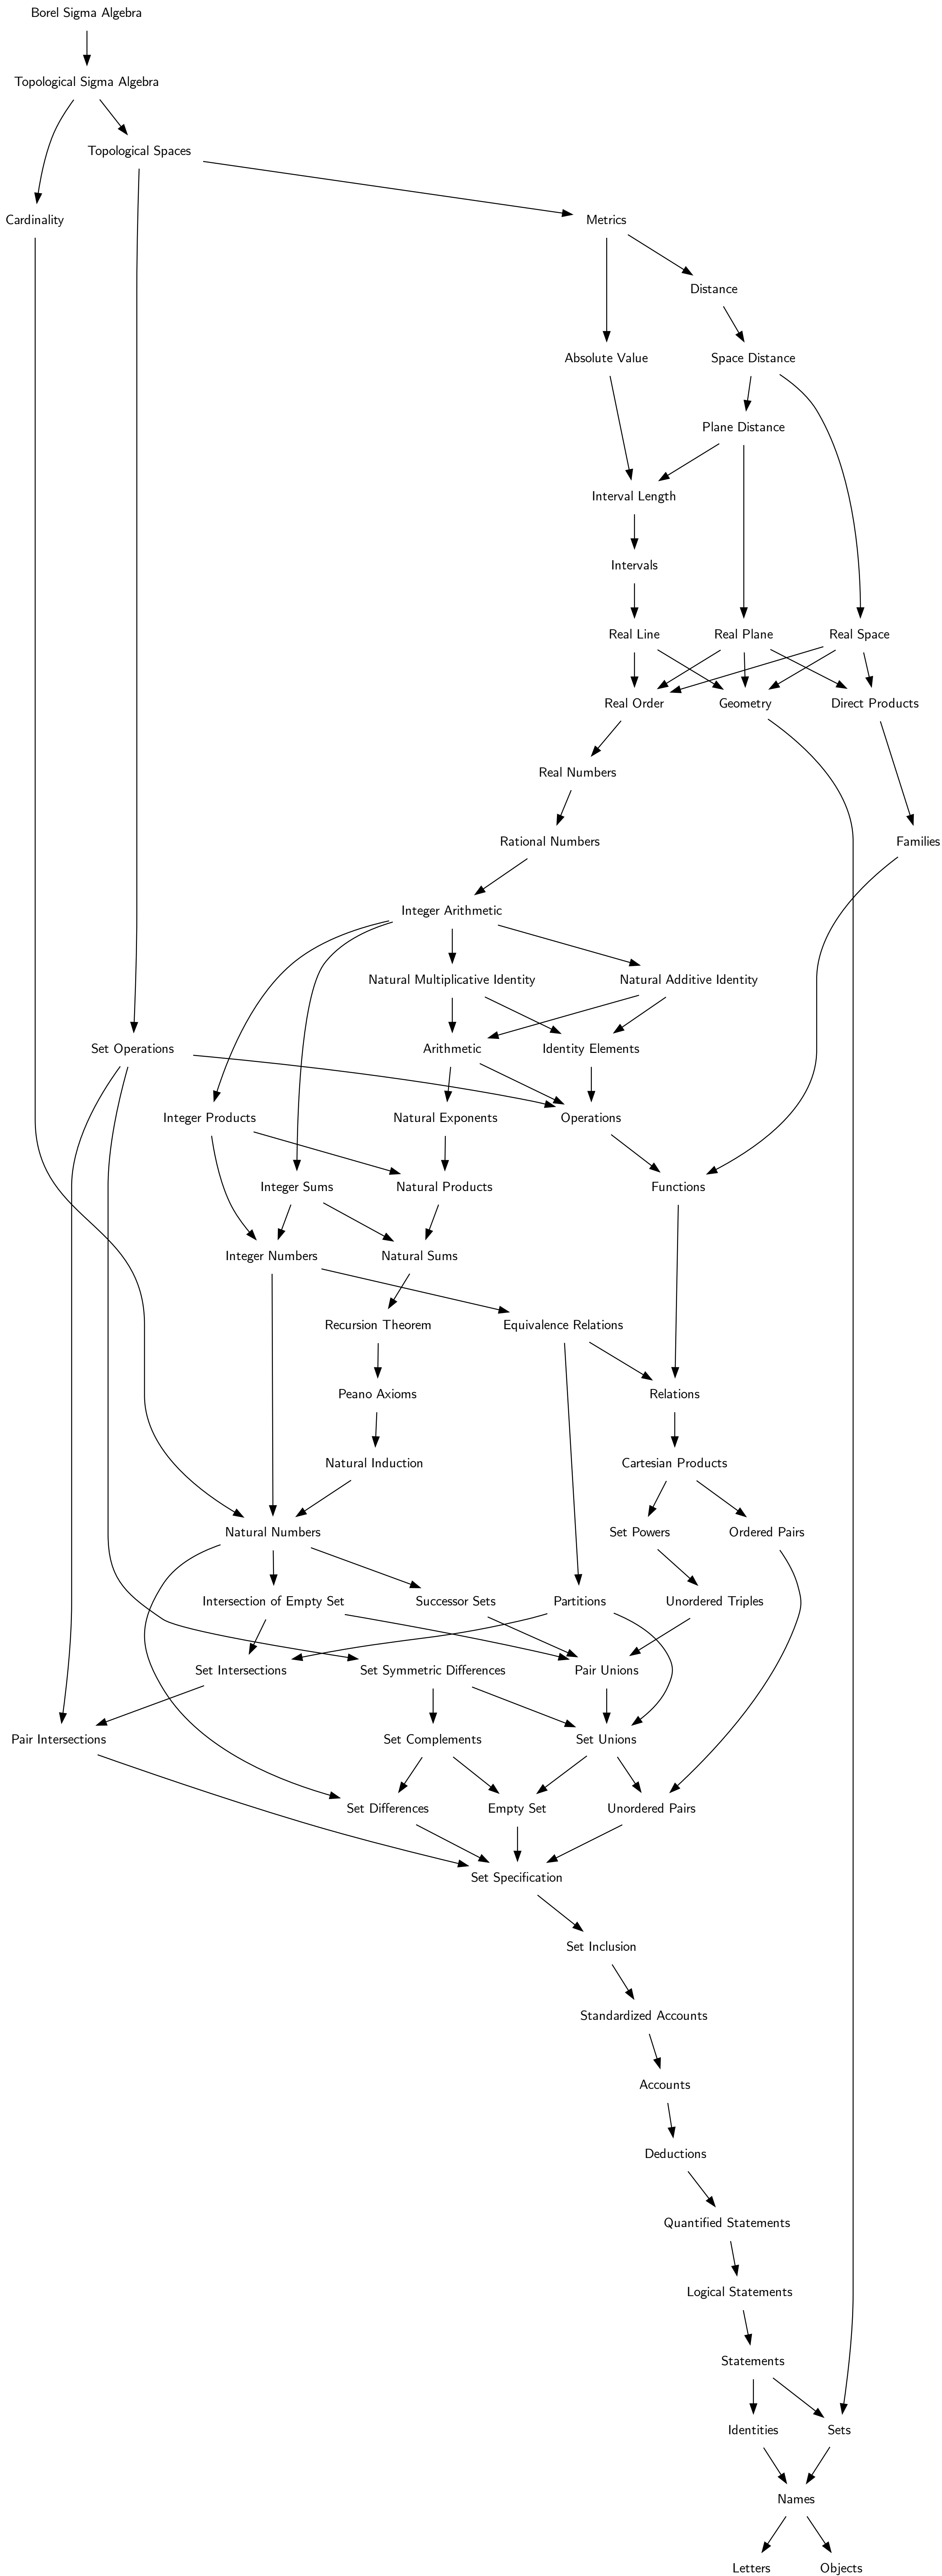 Borel Sigma Algebra
Topological Sigma Algebra
Topological Spaces
Cardinality
Metrics
Distance
Absolute Value
Space Distance
Plane Distance
Interval Length
Intervals
Real Line
Real Plane
Real Space
Real Order
Geometry
Direct Products
Real Numbers
Rational Numbers
Families
Integer Arithmetic
Natural Multiplicative Identity
Natural Additive Identity
Set Operations
Arithmetic
Identity Elements
Integer Products
Natural Exponents
Operations
Integer Sums
Natural Products
Functions
Integer Numbers
Natural Sums
Recursion Theorem
Equivalence Relations
Peano Axioms
Relations
Natural Induction
Cartesian Products
Natural Numbers
Set Powers
Ordered Pairs
Intersection of Empty Set
Successor Sets
Partitions
Unordered Triples
Set Intersections
Set Symmetric Differences
Pair Unions
Pair Intersections
Set Complements
Set Unions
Set Differences
Empty Set
Unordered Pairs
Set Specification
Set Inclusion
Standardized Accounts
Accounts
Deductions
Quantified Statements
Logical Statements
Statements
Identities
Sets
Names
Letters
Objects